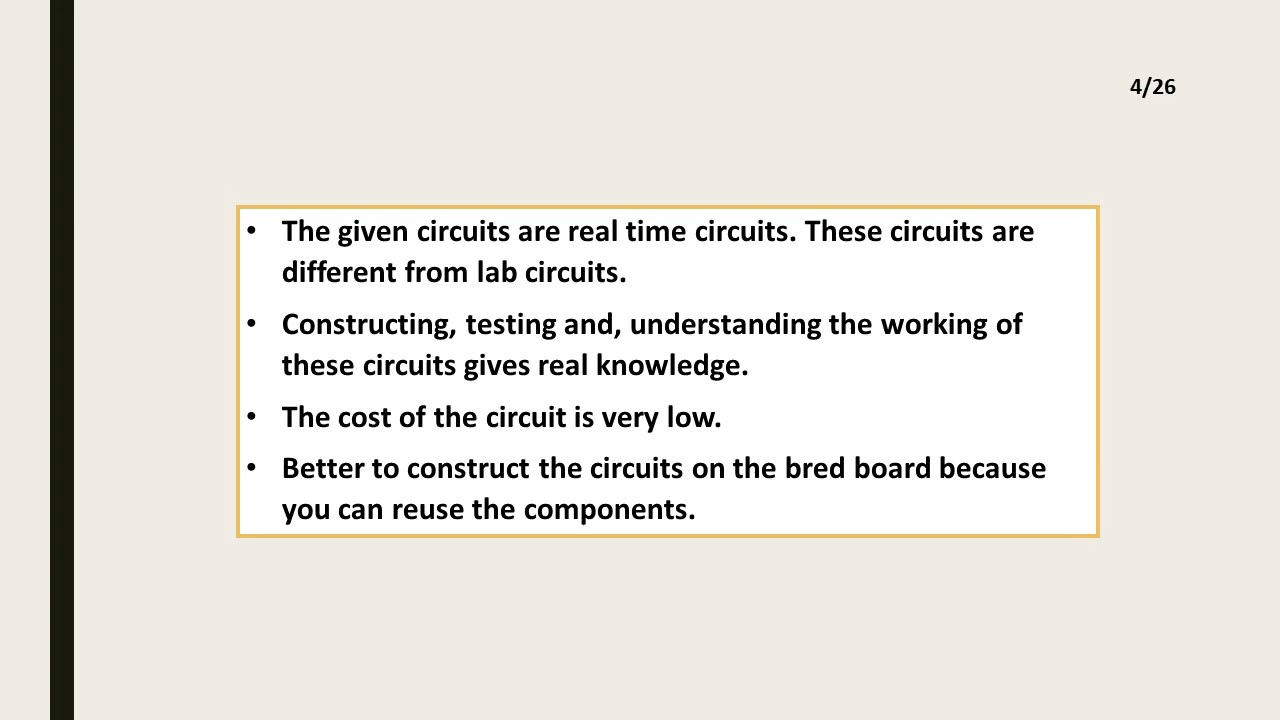 4/26
• The given circuits are real time circuits. These circuits are
different from lab circuits.
• Constructing, testing and, understanding the working of
these circuits gives real knowledge.
• The cost of the circuit is very low.
• Better to construct the circuits on the bred board because
you can reuse the components.